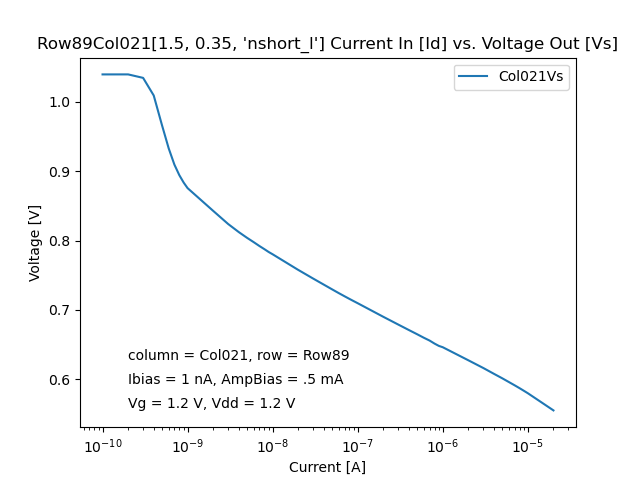 Row89Col021[1.5, 0.35, 'nshort_l'] Current In [Id] vs. Voltage Out [Vs]
Col021Vs
1.0
0.9
0.8
0.7
0.6
Voltage [V]
column = Col021, row = Row89
Ibias = 1 nA, AmpBias = .5 mA
Vg = 1.2 V, Vdd = 1.2 V
10⁻¹⁰ 10⁻⁹ 10⁻⁸ 10⁻⁷ 10⁻⁶ 10⁻⁵
Current [A]